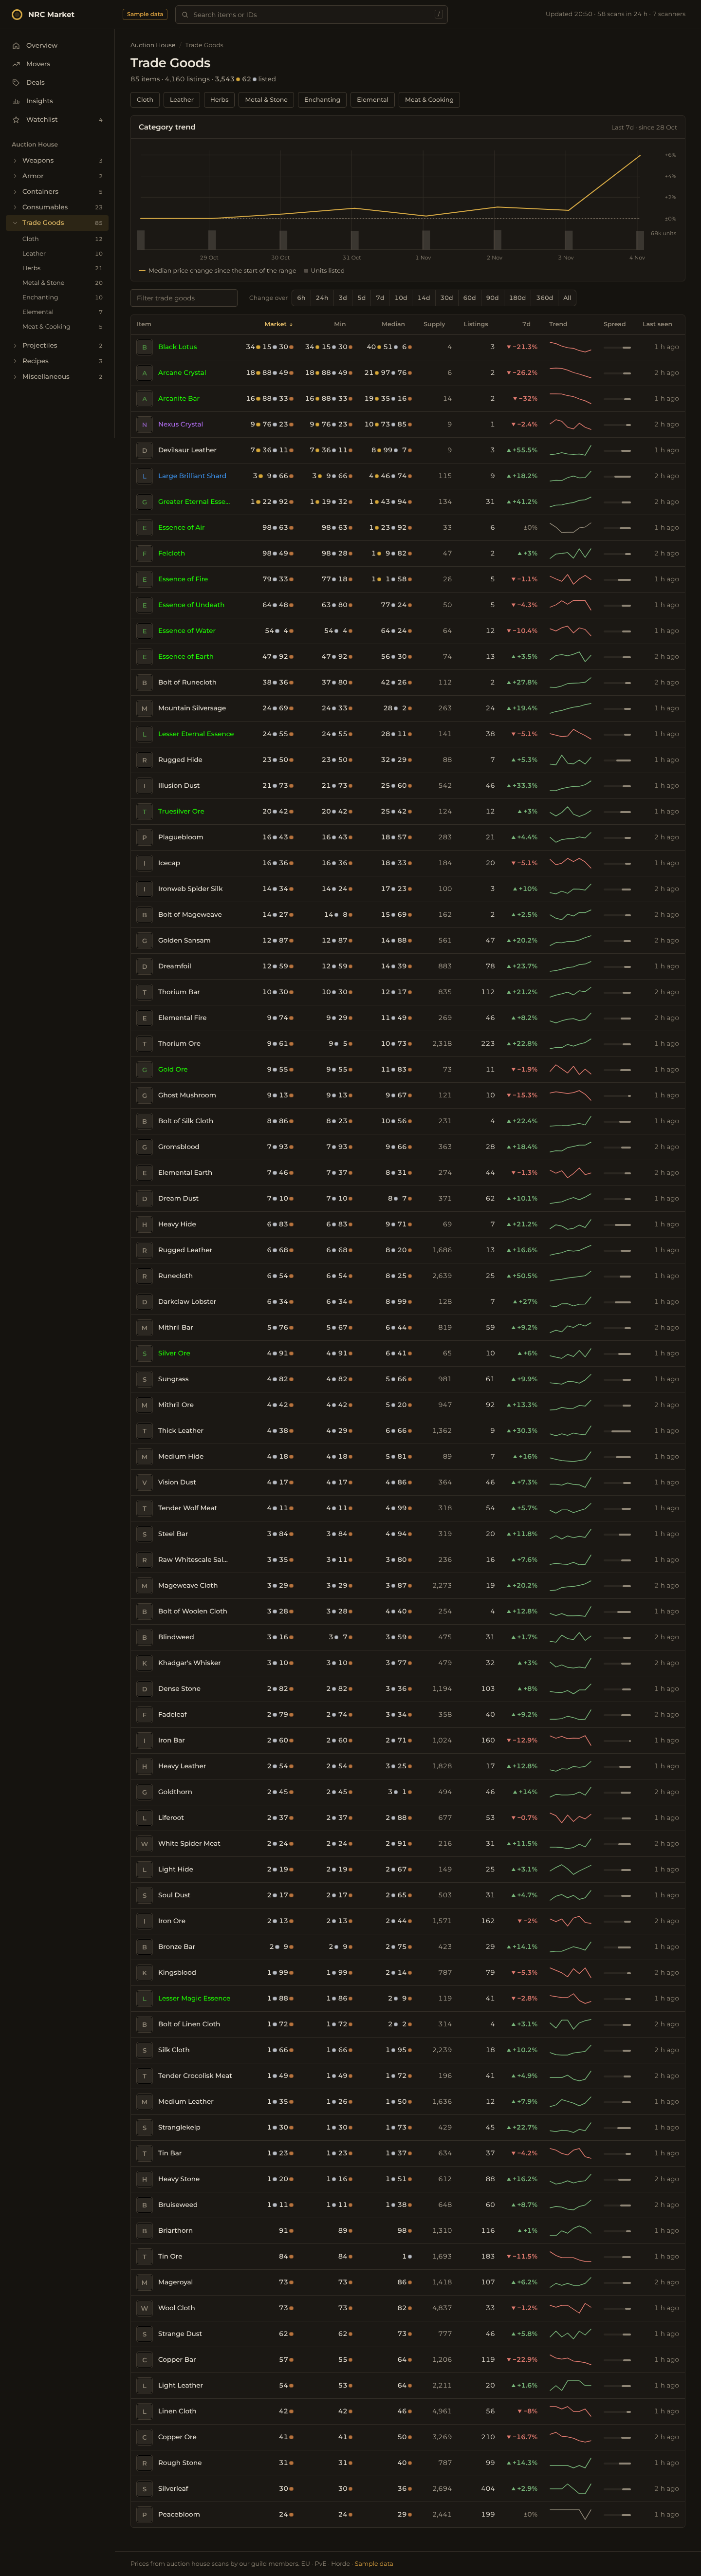 NRC Market
Sample data
Search items or IDs
/
Updated 20:50 · 58 scans in 24 h · 7 scanners
Overview
Movers
Deals
Insights
Watchlist 4
Auction House
Weapons 3
Armor 2
Containers 5
Consumables 23
Trade Goods 85
Cloth 12
Leather 10
Herbs 21
Metal & Stone 20
Enchanting 10
Elemental 7
Meat & Cooking 5
Projectiles 2
Recipes 3
Miscellaneous 2
Auction House / Trade Goods
Trade Goods
85 items · 4,160 listings · 3,543 62 listed
Cloth Leather Herbs Metal & Stone Enchanting Elemental Meat & Cooking
Category trend Last 7d · since 28 Oct
+6%
+4%
+2%
±0%
68k units
29 Oct 30 Oct 31 Oct 1 Nov 2 Nov 3 Nov 4 Nov
Median price change since the start of the range Units listed
Filter trade goods Change over 6h 24h 3d 5d 7d 10d 14d 30d 60d 90d 180d 360d All
Item Market Min Median Supply Listings 7d Trend Spread Last seen
B Black Lotus 34 15 30 34 15 30 40 51 6 4 3 ▼ −21.3% 1 h ago
A Arcane Crystal 18 88 49 18 88 49 21 97 76 6 2 ▼ −26.2% 2 h ago
A Arcanite Bar 16 88 33 16 88 33 19 35 16 14 2 ▼ −32% 1 h ago
N Nexus Crystal 9 76 23 9 76 23 10 73 85 9 1 ▼ −2.4% 2 h ago
D Devilsaur Leather 7 36 11 7 36 11 8 99 7 9 3 ▲ +55.5% 1 h ago
L Large Brilliant Shard 3 9 66 3 9 66 4 46 74 115 9 ▲ +18.2% 2 h ago
G Greater Eternal Esse... 1 22 92 1 19 32 1 43 94 134 31 ▲ +41.2% 2 h ago
E Essence of Air 98 63 98 63 1 23 92 33 6 ±0% 1 h ago
F Felcloth 98 49 98 28 1 9 82 47 2 ▲ +3% 2 h ago
E Essence of Fire 79 33 77 18 1 1 58 26 5 ▼ −1.1% 1 h ago
E Essence of Undeath 64 48 63 80 77 24 50 5 ▼ −4.3% 2 h ago
E Essence of Water 54 4 54 4 64 24 64 12 ▼ −10.4% 2 h ago
E Essence of Earth 47 92 47 92 56 30 74 13 ▲ +3.5% 2 h ago
B Bolt of Runecloth 38 36 37 80 42 26 112 2 ▲ +27.8% 2 h ago
M Mountain Silversage 24 69 24 33 28 2 263 24 ▲ +19.4% 2 h ago
L Lesser Eternal Essence 24 55 24 55 28 11 141 38 ▼ −5.1% 2 h ago
R Rugged Hide 23 50 23 50 32 29 88 7 ▲ +5.3% 1 h ago
I Illusion Dust 21 73 21 73 25 60 542 46 ▲ +33.3% 2 h ago
T Truesilver Ore 20 42 20 42 25 42 124 12 ▲ +3% 2 h ago
P Plaguebloom 16 43 16 43 18 57 283 21 ▲ +4.4% 2 h ago
I Icecap 16 36 16 36 18 33 184 20 ▼ −5.1% 1 h ago
I Ironweb Spider Silk 14 34 14 24 17 23 100 3 ▲ +10% 2 h ago
B Bolt of Mageweave 14 27 14 8 15 69 162 2 ▲ +2.5% 1 h ago
G Golden Sansam 12 87 12 87 14 88 561 47 ▲ +20.2% 2 h ago
D Dreamfoil 12 59 12 59 14 39 883 78 ▲ +23.7% 1 h ago
T Thorium Bar 10 30 10 30 12 17 835 112 ▲ +21.2% 2 h ago
E Elemental Fire 9 74 9 29 11 49 269 46 ▲ +8.2% 1 h ago
T Thorium Ore 9 61 9 5 10 73 2,318 223 ▲ +22.8% 2 h ago
G Gold Ore 9 55 9 55 11 83 73 11 ▼ −1.9% 1 h ago
G Ghost Mushroom 9 13 9 13 9 67 121 10 ▼ −15.3% 1 h ago
B Bolt of Silk Cloth 8 86 8 23 10 56 231 4 ▲ +22.4% 1 h ago
G Gromsblood 7 93 7 93 9 66 363 28 ▲ +18.4% 1 h ago
E Elemental Earth 7 46 7 37 8 31 274 44 ▼ −1.3% 2 h ago
D Dream Dust 7 10 7 10 8 7 371 62 ▲ +10.1% 1 h ago
H Heavy Hide 6 83 6 83 9 71 69 7 ▲ +21.2% 1 h ago
R Rugged Leather 6 68 6 68 8 20 1,686 13 ▲ +16.6% 1 h ago
R Runecloth 6 54 6 54 8 25 2,639 25 ▲ +50.5% 1 h ago
D Darkclaw Lobster 6 34 6 34 8 99 128 7 ▲ +27% 1 h ago
M Mithril Bar 5 76 5 67 6 44 819 59 ▲ +9.2% 2 h ago
S Silver Ore 4 91 4 91 6 41 65 10 ▲ +6% 1 h ago
S Sungrass 4 82 4 82 5 66 981 61 ▲ +9.9% 1 h ago
M Mithril Ore 4 42 4 42 5 20 947 92 ▲ +13.3% 2 h ago
T Thick Leather 4 38 4 29 6 66 1,362 9 ▲ +30.3% 1 h ago
M Medium Hide 4 18 4 18 5 81 89 7 ▲ +16% 1 h ago
V Vision Dust 4 17 4 17 4 86 364 46 ▲ +7.3% 1 h ago
T Tender Wolf Meat 4 11 4 11 4 99 318 54 ▲ +5.7% 1 h ago
S Steel Bar 3 84 3 84 4 94 319 20 ▲ +11.8% 1 h ago
R Raw Whitescale Sal... 3 35 3 11 3 80 236 16 ▲ +7.6% 1 h ago
M Mageweave Cloth 3 29 3 29 3 87 2,273 19 ▲ +20.2% 2 h ago
B Bolt of Woolen Cloth 3 28 3 28 4 40 254 4 ▲ +12.8% 1 h ago
B Blindweed 3 16 3 7 3 59 475 31 ▲ +1.7% 2 h ago
K Khadgar's Whisker 3 10 3 10 3 77 479 32 ▲ +3% 2 h ago
D Dense Stone 2 82 2 82 3 36 1,194 103 ▲ +8% 1 h ago
F Fadeleaf 2 79 2 74 3 34 358 40 ▲ +9.2% 2 h ago
I Iron Bar 2 60 2 60 2 71 1,024 160 ▼ −12.9% 1 h ago
H Heavy Leather 2 54 2 54 3 25 1,828 17 ▲ +12.8% 1 h ago
G Goldthorn 2 45 2 45 3 1 494 46 ▲ +14% 2 h ago
L Liferoot 2 37 2 37 2 88 677 53 ▼ −0.7% 1 h ago
W White Spider Meat 2 24 2 24 2 91 216 31 ▲ +11.5% 2 h ago
L Light Hide 2 19 2 19 2 67 149 25 ▲ +3.1% 1 h ago
S Soul Dust 2 17 2 17 2 65 503 31 ▲ +4.7% 1 h ago
I Iron Ore 2 13 2 13 2 44 1,571 162 ▼ −2% 2 h ago
B Bronze Bar 2 9 2 9 2 75 423 29 ▲ +14.1% 1 h ago
K Kingsblood 1 99 1 99 2 14 787 79 ▼ −5.3% 2 h ago
L Lesser Magic Essence 1 88 1 86 2 9 119 41 ▼ −2.8% 1 h ago
B Bolt of Linen Cloth 1 72 1 72 2 2 314 4 ▲ +3.1% 2 h ago
S Silk Cloth 1 66 1 66 1 95 2,239 18 ▲ +10.2% 1 h ago
T Tender Crocolisk Meat 1 49 1 49 1 72 196 41 ▲ +4.9% 1 h ago
M Medium Leather 1 35 1 26 1 50 1,636 12 ▲ +7.9% 1 h ago
S Stranglekelp 1 30 1 30 1 73 429 45 ▲ +22.7% 1 h ago
T Tin Bar 1 23 1 23 1 37 634 37 ▼ −4.2% 1 h ago
H Heavy Stone 1 20 1 16 1 51 612 88 ▲ +16.2% 2 h ago
B Bruiseweed 1 11 1 11 1 38 648 60 ▲ +8.7% 2 h ago
B Briarthorn 91 89 98 1,310 116 ▲ +1% 1 h ago
T Tin Ore 84 84 1 1,693 183 ▼ −11.5% 1 h ago
M Mageroyal 73 73 86 1,418 107 ▲ +6.2% 2 h ago
W Wool Cloth 73 73 82 4,837 33 ▼ −1.2% 1 h ago
S Strange Dust 62 62 73 777 46 ▲ +5.8% 1 h ago
C Copper Bar 57 55 64 1,206 119 ▼ −22.9% 1 h ago
L Light Leather 54 53 64 2,211 20 ▲ +1.6% 2 h ago
L Linen Cloth 42 42 46 4,961 56 ▼ −8% 1 h ago
C Copper Ore 41 41 50 3,269 210 ▼ −16.7% 2 h ago
R Rough Stone 31 31 40 787 99 ▲ +14.3% 1 h ago
S Silverleaf 30 30 36 2,694 404 ▲ +2.9% 2 h ago
P Peacebloom 24 24 29 2,441 199 ±0% 1 h ago
Prices from auction house scans by our guild members. EU · PvE · Horde · Sample data